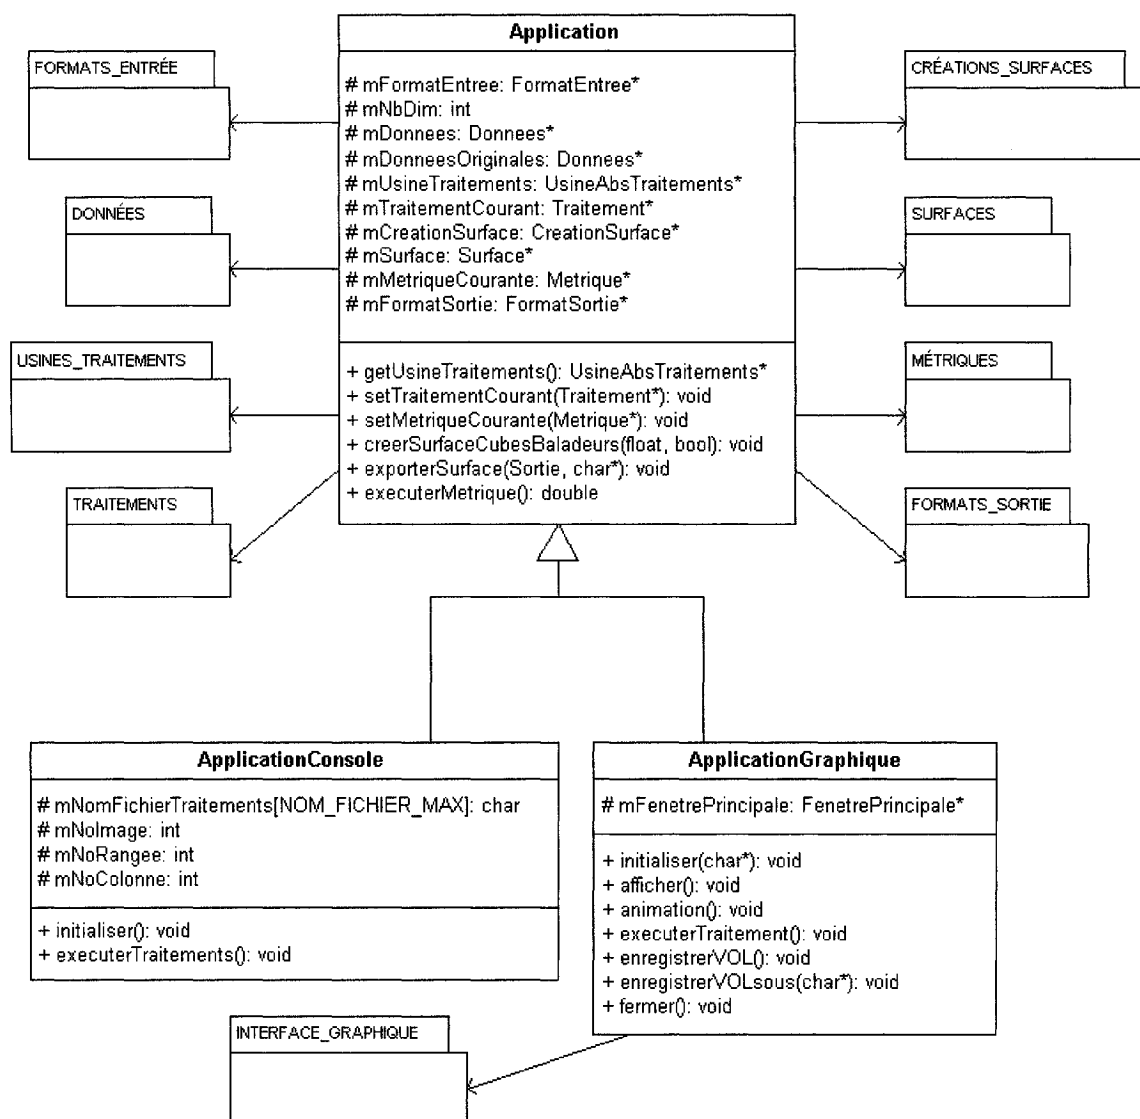 Application
# mFormatEntree: FormatEntree*
# mNbDim: int
# mDonnees: Donnees*
# mDonneesOriginales: Donnees*
# mUsineTraitements: UsineAbsTraitements*
# mTraitementCourant: Traitement*
# mCreationSurface: CreationSurface*
# mSurface: Surface*
# mMetriqueCourante: Metrique*
# mFormatSortie: FormatSortie*
+ getUsineTraitements(): UsineAbsTraitements*
+ setTraitementCourant(Traitement*): void
+ setMetriqueCourante(Metrique*): void
+ creerSurfaceCubesBaladeurs(float, bool): void
+ exporterSurface(Sortie, char*): void
+ executerMetrique(): double
FORMATS_ENTRÉE
DONNÉES
USINES_TRAITEMENTS
TRAITEMENTS
CRÉATIONS_SURFACES
SURFACES
MÉTRIQUES
FORMATS_SORTIE
ApplicationConsole
# mNomFichierTraitements[NOM_FICHIER_MAX]: char
# mNoImage: int
# mNoRangee: int
# mNoColonne: int
+ initialiser(): void
+ executerTraitements(): void
ApplicationGraphique
# mFenetrePrincipale: FenetrePrincipale*
+ initialiser(char*): void
+ afficher(): void
+ animation(): void
+ executerTraitement(): void
+ enregistrerVOL(): void
+ enregistrerVOLsous(char*): void
+ fermer(): void
INTERFACE_GRAPHIQUE